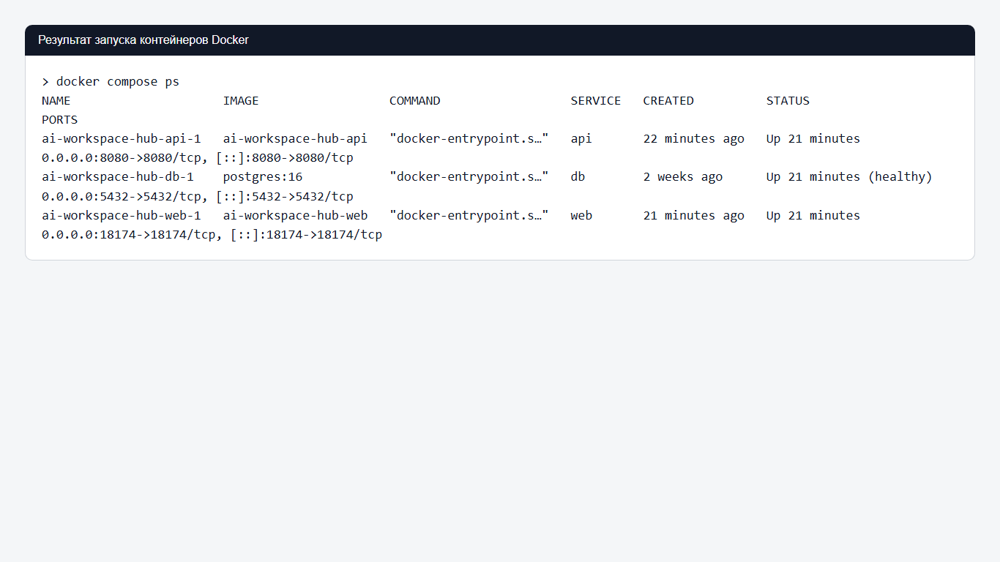 Результат запуска контейнеров Docker
> docker compose ps
NAME                     IMAGE                  COMMAND                  SERVICE   CREATED          STATUS
PORTS
ai-workspace-hub-api-1   ai-workspace-hub-api   "docker-entrypoint.s…"   api       22 minutes ago   Up 21 minutes
0.0.0.0:8080->8080/tcp, [::]:8080->8080/tcp
ai-workspace-hub-db-1    postgres:16            "docker-entrypoint.s…"   db        2 weeks ago      Up 21 minutes (healthy)
0.0.0.0:5432->5432/tcp, [::]:5432->5432/tcp
ai-workspace-hub-web-1   ai-workspace-hub-web   "docker-entrypoint.s…"   web       21 minutes ago   Up 21 minutes
0.0.0.0:18174->18174/tcp, [::]:18174->18174/tcp